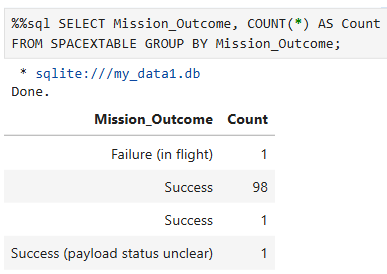 %%sql SELECT Mission_Outcome, COUNT(*) AS Count
FROM SPACEXTABLE GROUP BY Mission_Outcome;
* sqlite:///my_data1.db
Done.
Mission_Outcome Count
Failure (in flight) 1
Success 98
Success 1
Success (payload status unclear) 1